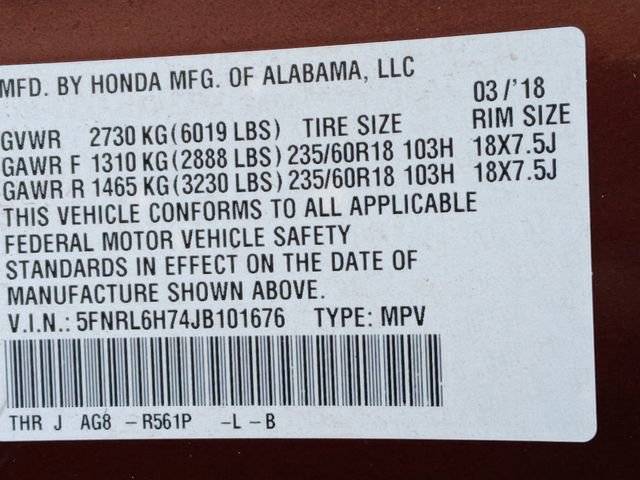 MFD. BY HONDA MFG. OF ALABAMA, LLC
03/'18
GVWR 2730 KG(6019 LBS) TIRE SIZE RIM SIZE
GAWR F 1310 KG(2888 LBS) 235/60R18 103H 18X7.5J
GAWR R 1465 KG(3230 LBS) 235/60R18 103H 18X7.5J
THIS VEHICLE CONFORMS TO ALL APPLICABLE
FEDERAL MOTOR VEHICLE SAFETY
STANDARDS IN EFFECT ON THE DATE OF
MANUFACTURE SHOWN ABOVE.
V.I.N.: 5FNRL6H74JB101676 TYPE: MPV
THR J AG8 -R561P -L -B